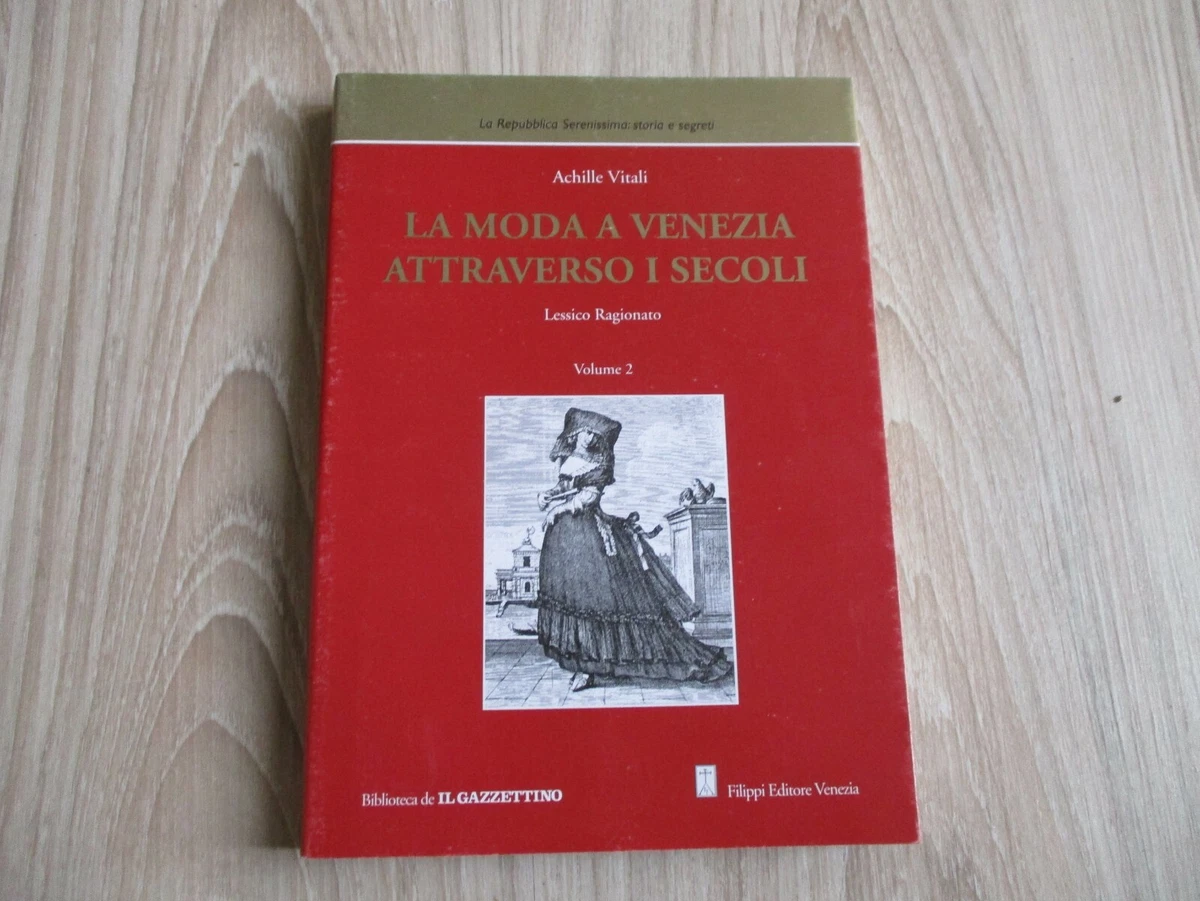 La Repubblica Serenissima: storia e segreti
Achille Vitali
LA MODA A VENEZIA
ATTRAVERSO I SECOLI
Lessico Ragionato
Volume 2
Biblioteca de IL GAZZETTINO
Filippi Editore Venezia